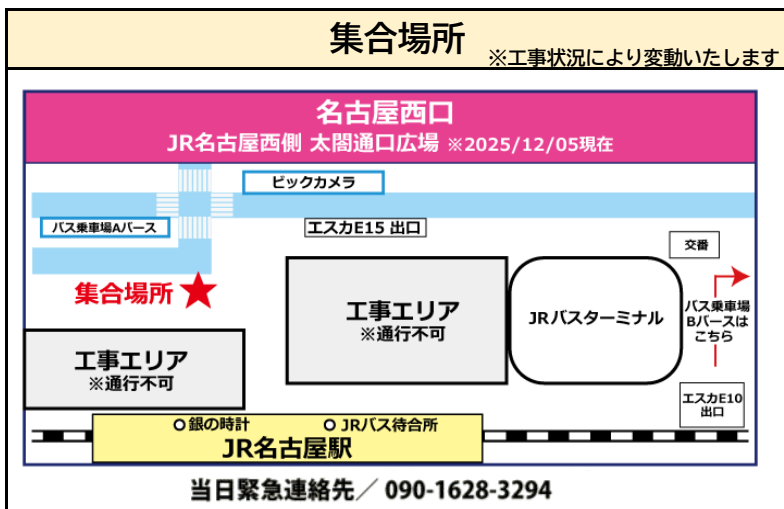 集合場所
※工事状況により変動いたします
名古屋西口
JR名古屋西側 太閤通口広場 ※2025/12/05現在
ビックカメラ
バス乗車場Aバース
エスカE15 出口
交番
集合場所
工事エリア
※通行不可
JRバスターミナル
バス乗車場
Bバースは
こちら
工事エリア
※通行不可
エスカE10
出口
銀の時計
JRバス待合所
JR名古屋駅
当日緊急連絡先／ 090-1628-3294